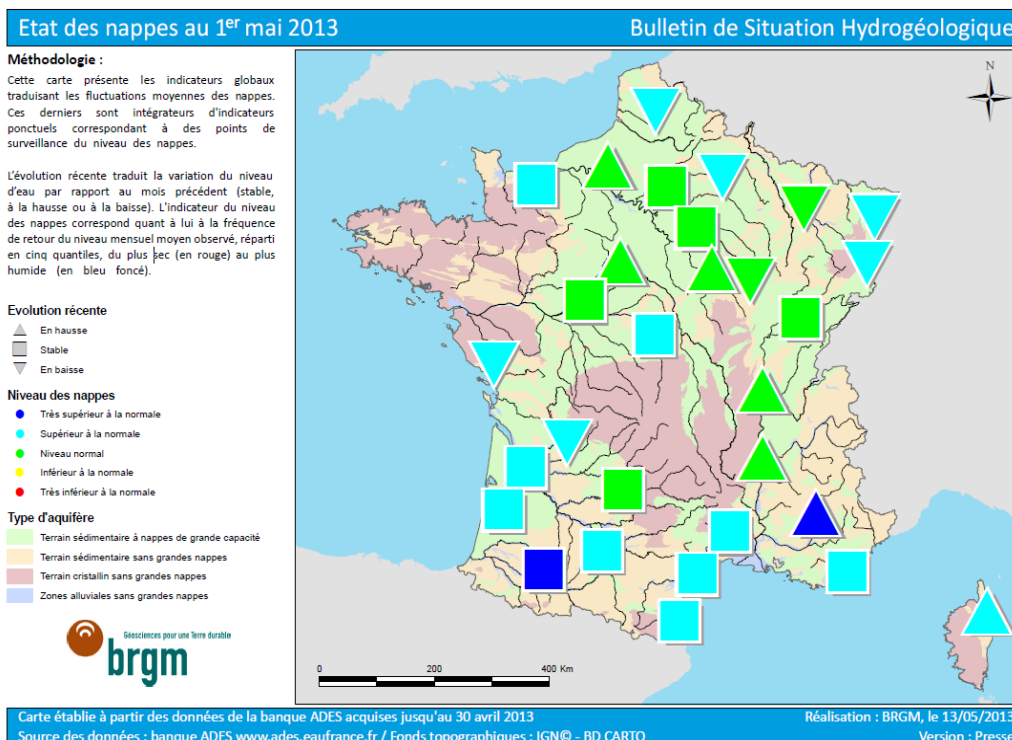 Etat des nappes au 1er mai 2013
Bulletin de Situation Hydrogéologique
Méthodologie :
Cette carte présente les indicateurs globaux
traduisant les fluctuations moyennes des nappes.
Ces derniers sont intégrateurs d'indicateurs
ponctuels correspondant à des points de
surveillance du niveau des nappes.
L'évolution récente traduit la variation du niveau
d'eau par rapport au mois précédent (stable,
à la hausse ou à la baisse). L'indicateur du niveau
des nappes correspond quant à lui à la fréquence
de retour du niveau mensuel moyen observé, réparti
en cinq quantiles, du plus sec (en rouge) au plus
humide (en bleu foncé).
Evolution récente
En hausse
Stable
En baisse
Niveau des nappes
Très supérieur à la normale
Supérieur à la normale
Niveau normal
Inférieur à la normale
Très inférieur à la normale
Type d'aquifère
Terrain sédimentaire à nappes de grande capacité
Terrain sédimentaire sans grandes nappes
Terrain cristallin sans grandes nappes
Zones alluviales sans grandes nappes
Géosciences pour une Terre durable
brgm
N
0 200 400 Km
Carte établie à partir des données de la banque ADES acquises jusqu'au 30 avril 2013
Réalisation : BRGM, le 13/05/2013
Source des données : banque ADES www.ades.eaufrance.fr / Fonds topographiques : IGN© - BD CARTO
Version : Presse